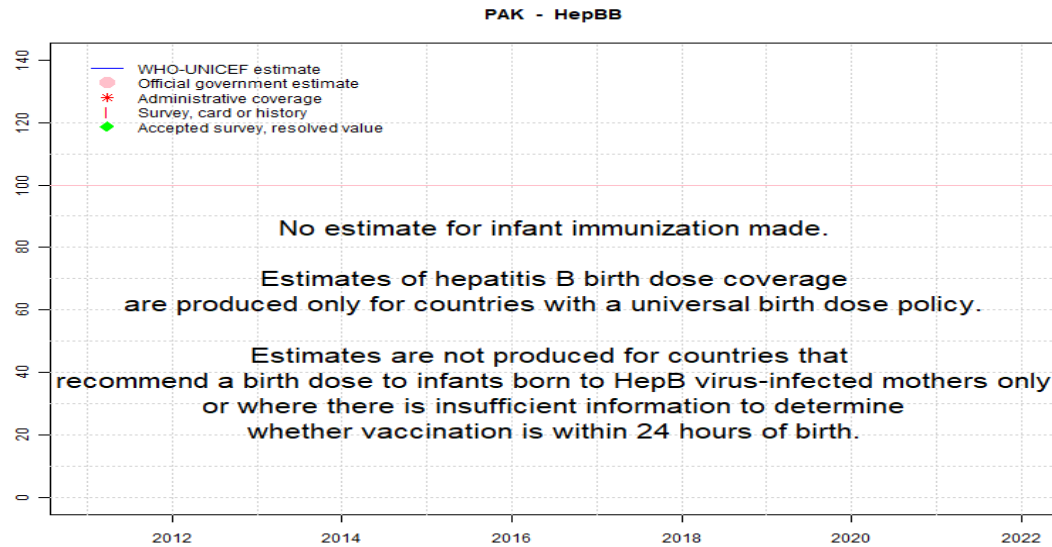 PAK - HepBB
WHO-UNICEF estimate
Official government estimate
Administrative coverage
Survey, card or history
Accepted survey, resolved value
No estimate for infant immunization made.
Estimates of hepatitis B birth dose coverage
are produced only for countries with a universal birth dose policy.
Estimates are not produced for countries that
recommend a birth dose to infants born to HepB virus-infected mothers only
or where there is insufficient information to determine
whether vaccination is within 24 hours of birth.
140
120
100
80
60
40
20
0
2012 2014 2016 2018 2020 2022